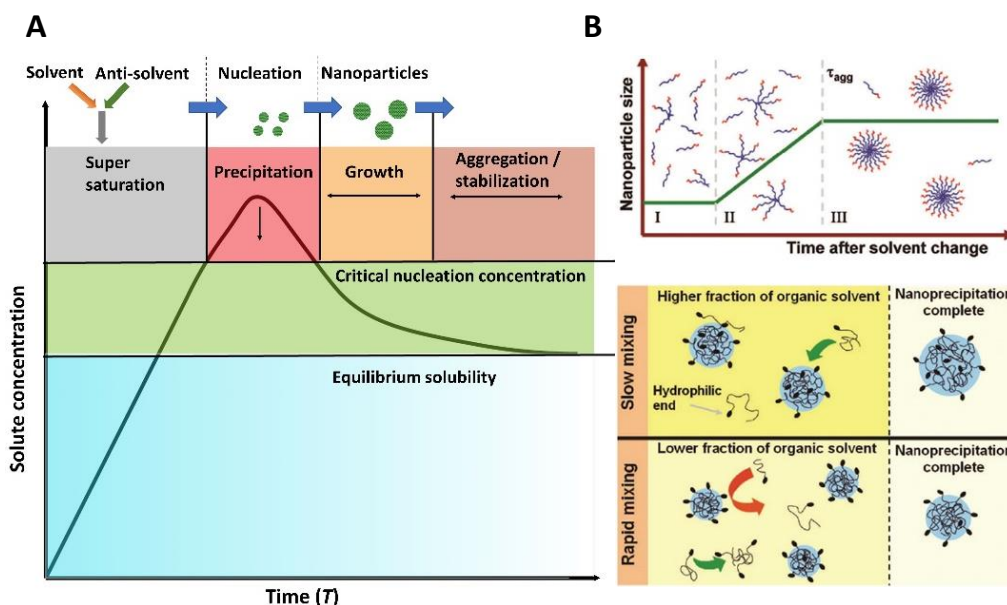 A
Solvent
Anti-solvent
Nucleation
Nanoparticles
Super
saturation
Precipitation
Growth
Aggregation /
stabilization
Critical nucleation concentration
Equilibrium solubility
Solute concentration
Time (T)
B
Nanoparticle size
τagg
I
II
III
Time after solvent change
Slow mixing
Higher fraction of organic solvent
Nanoprecipitation
complete
Hydrophilic
end
Rapid mixing
Lower fraction of organic solvent
Nanoprecipitation
complete